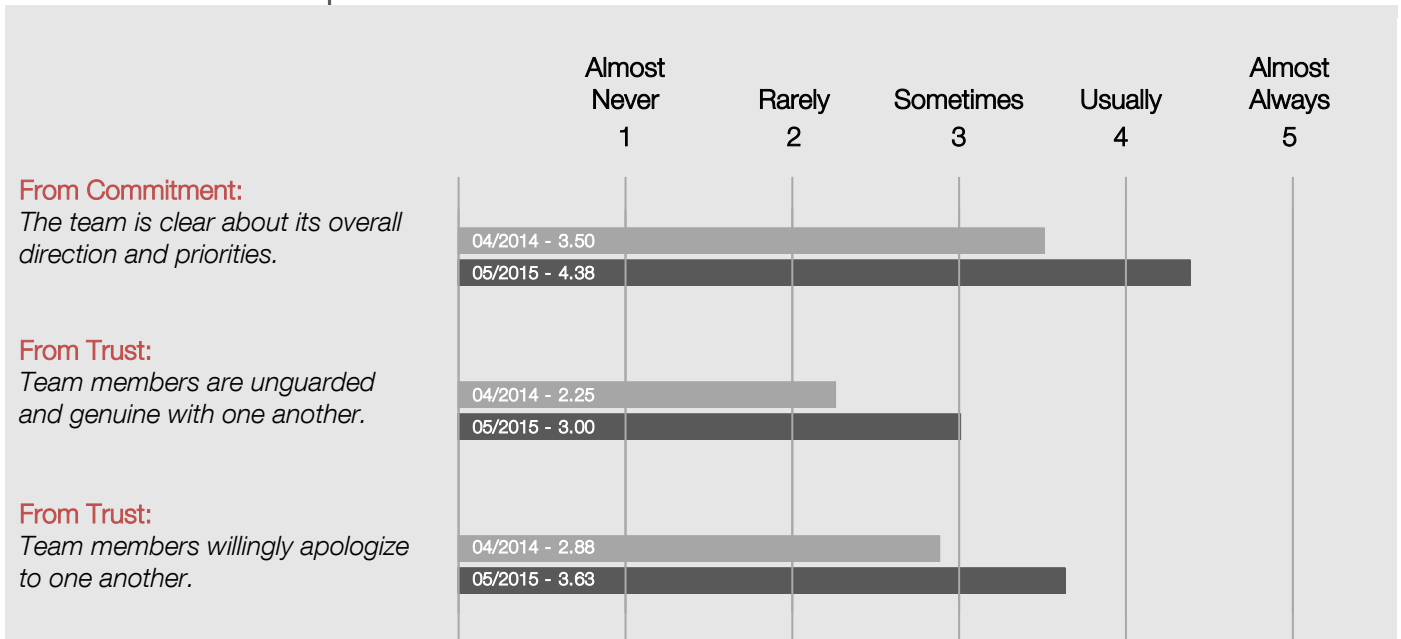 Almost
Never
Rarely
Sometimes
Usually
Almost
Always
1
2
3
4
5
From Commitment:
The team is clear about its overall
direction and priorities.
04/2014 - 3.50
05/2015 - 4.38
From Trust:
Team members are unguarded
and genuine with one another.
04/2014 - 2.25
05/2015 - 3.00
From Trust:
Team members willingly apologize
to one another.
04/2014 - 2.88
05/2015 - 3.63